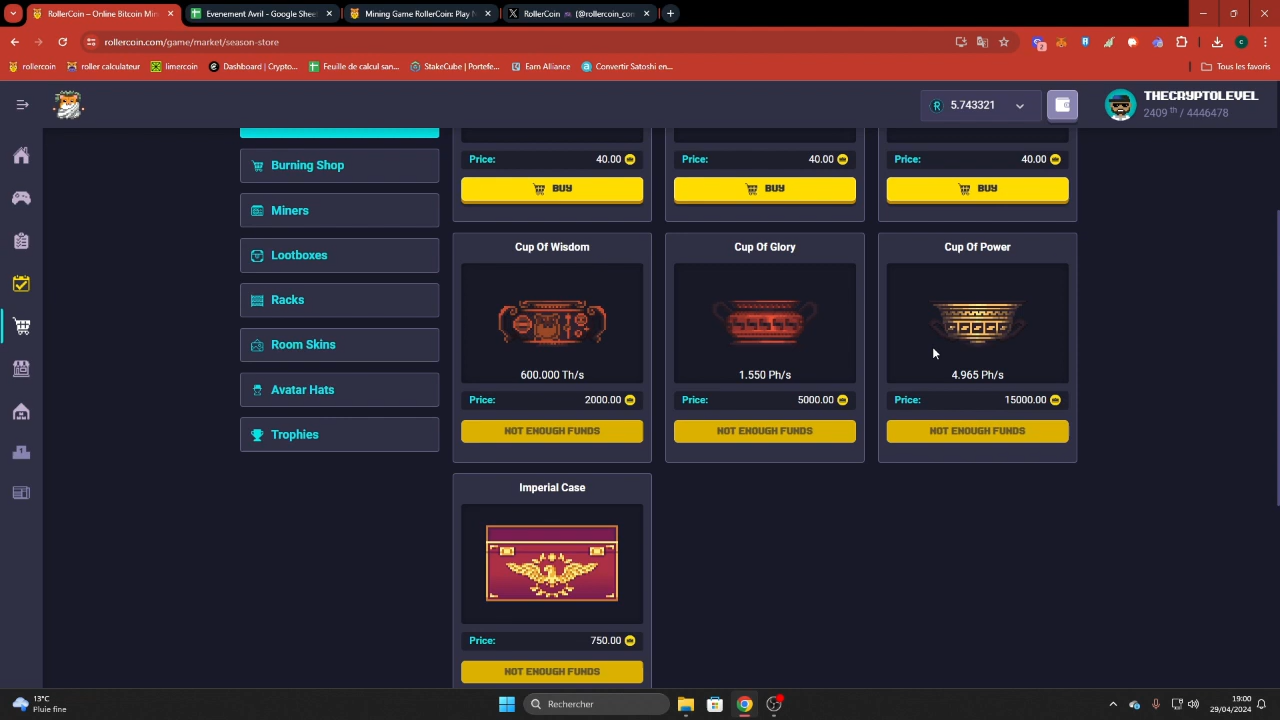 RollerCoin – Online Bitcoin Min
Evenement Avril - Google Shee
Mining Game RollerCoin: Play N
RollerCoin
(@rollercoin_con
rollercoin.com/game/market/season-store
rollercoin
roller calculateur
limercoin
Dashboard | Crypto...
Feuille de calcul san...
StakeCube | Portefe...
Earn Alliance
Convertir Satoshi en...
Tous les favoris
5.743321
THECRYPTOLEVEL
2409 th / 4446478
Burning Shop
Miners
Lootboxes
Racks
Room Skins
Avatar Hats
Trophies
Price: 40.00
Price: 40.00
Price: 40.00
BUY
BUY
BUY
Cup Of Wisdom
600.000 Th/s
Price: 2000.00
NOT ENOUGH FUNDS
Cup Of Glory
1.550 Ph/s
Price: 5000.00
NOT ENOUGH FUNDS
Cup Of Power
4.965 Ph/s
Price: 15000.00
NOT ENOUGH FUNDS
Imperial Case
Price: 750.00
NOT ENOUGH FUNDS
13°C
Pluie fine
Rechercher
19:00
29/04/2024